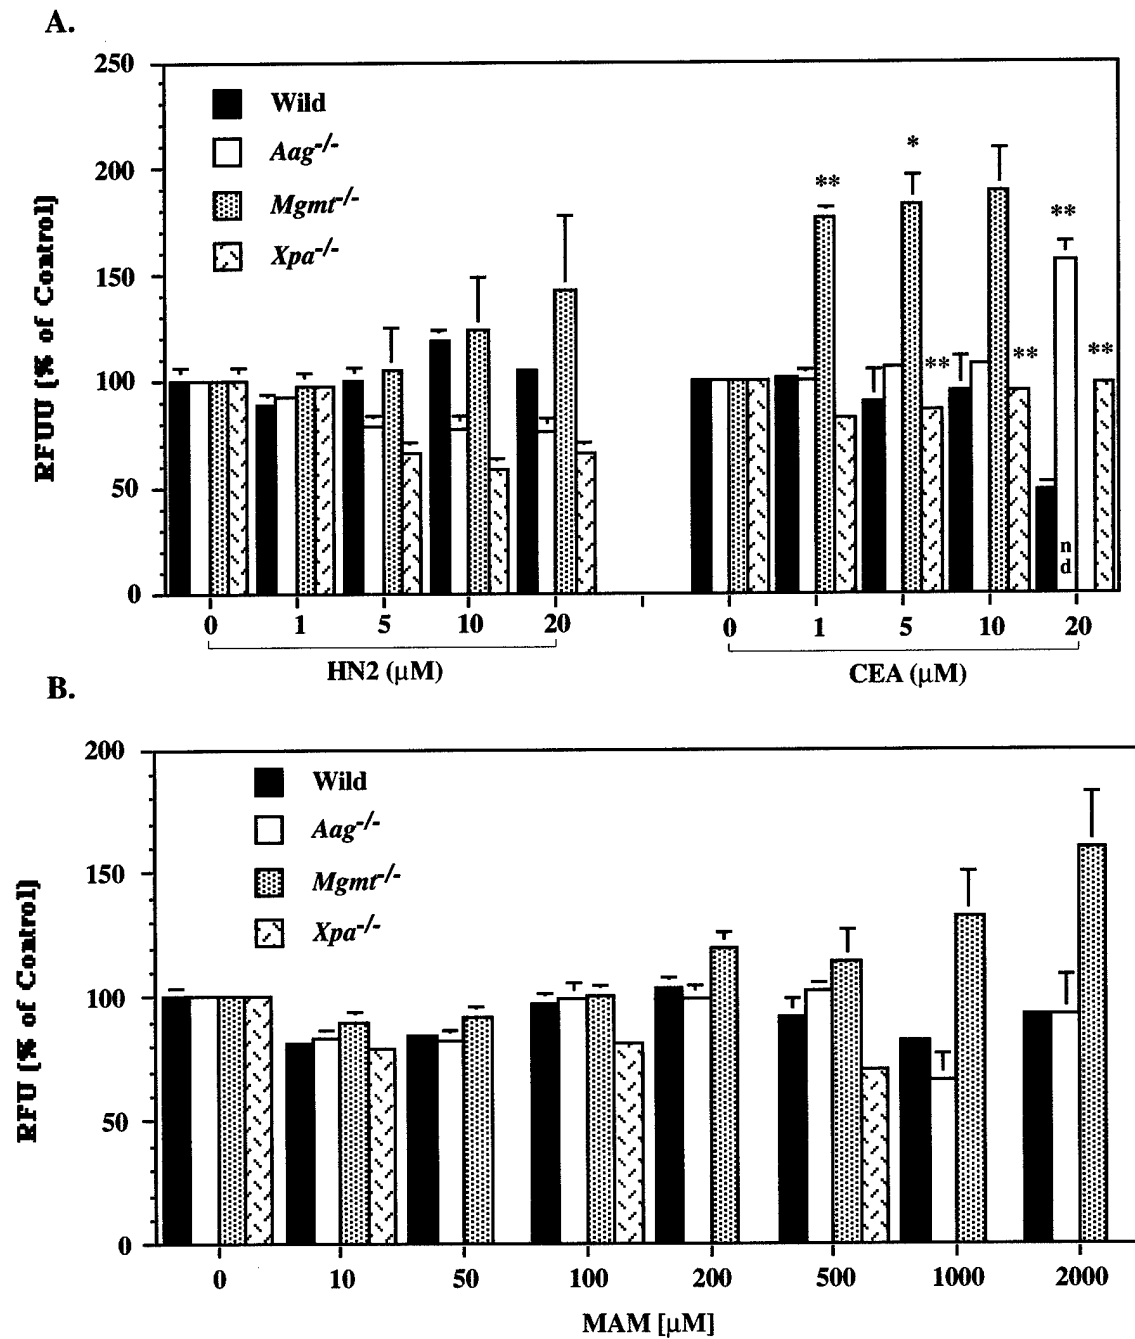 A.
250
200
150
100
50
0
RFUU [% of Control]
Wild
Aag-/-
Mgmt-/-
Xpa-/-
**
*
**
**
**
**
n
d
0 1 5 10 20 0 1 5 10 20
HN2 (μM) CEA (μM)
B.
200
150
100
50
0
RFU [% of Control]
Wild
Aag-/-
Mgmt-/-
Xpa-/-
0 10 50 100 200 500 1000 2000
MAM [μM]